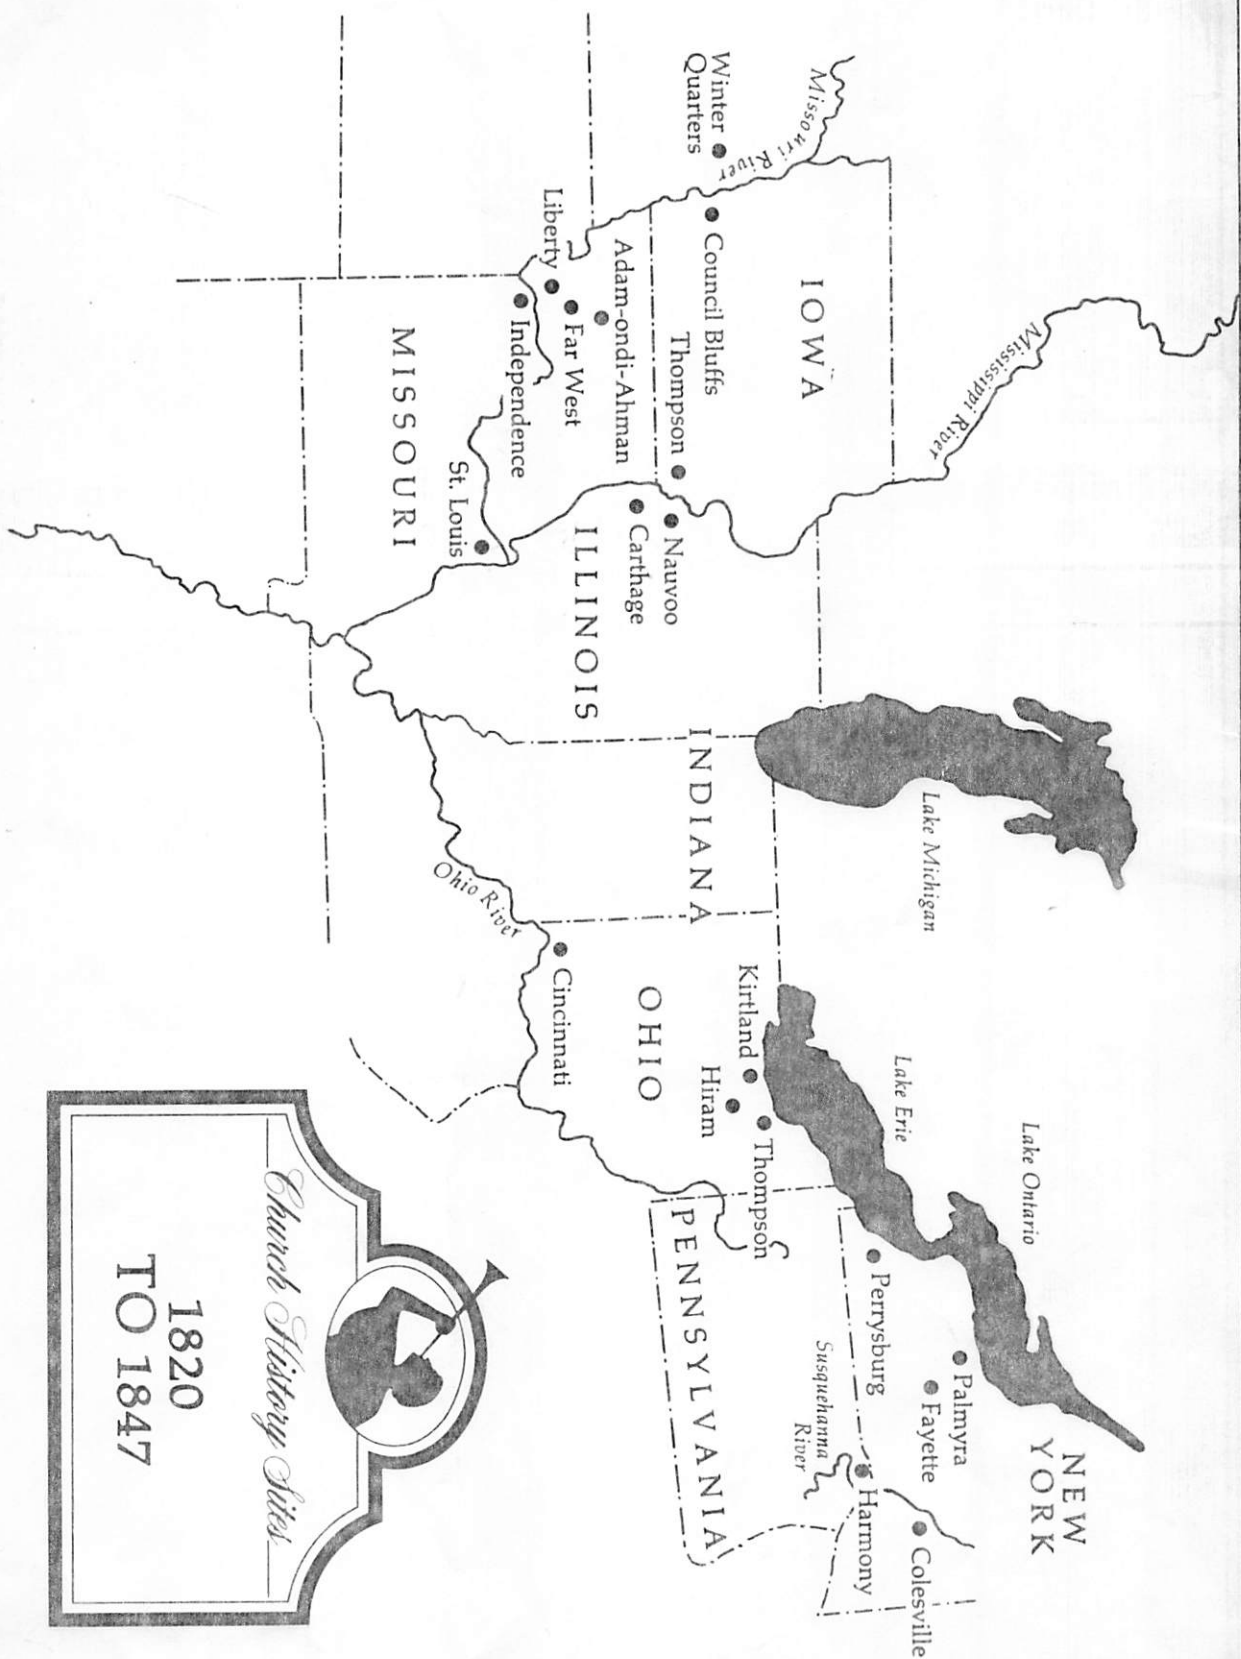 Missouri River
Winter
Quarters
Council Bluffs
IOWA
Mississippi River
Thompson
Adam-ondi-Ahman
Liberty
Far West
Independence
MISSOURI
St. Louis
Nauvoo
Carthage
ILLINOIS
INDIANA
Lake Michigan
Ohio River
Cincinnati
OHIO
Kirtland
Hiram
Thompson
Lake Erie
Lake Ontario
PENNSYLVANIA
Perrysburg
Susquehanna
River
Palmyra
Fayette
NEW
YORK
Harmony
Colesville
Church History Sites
1820
TO 1847